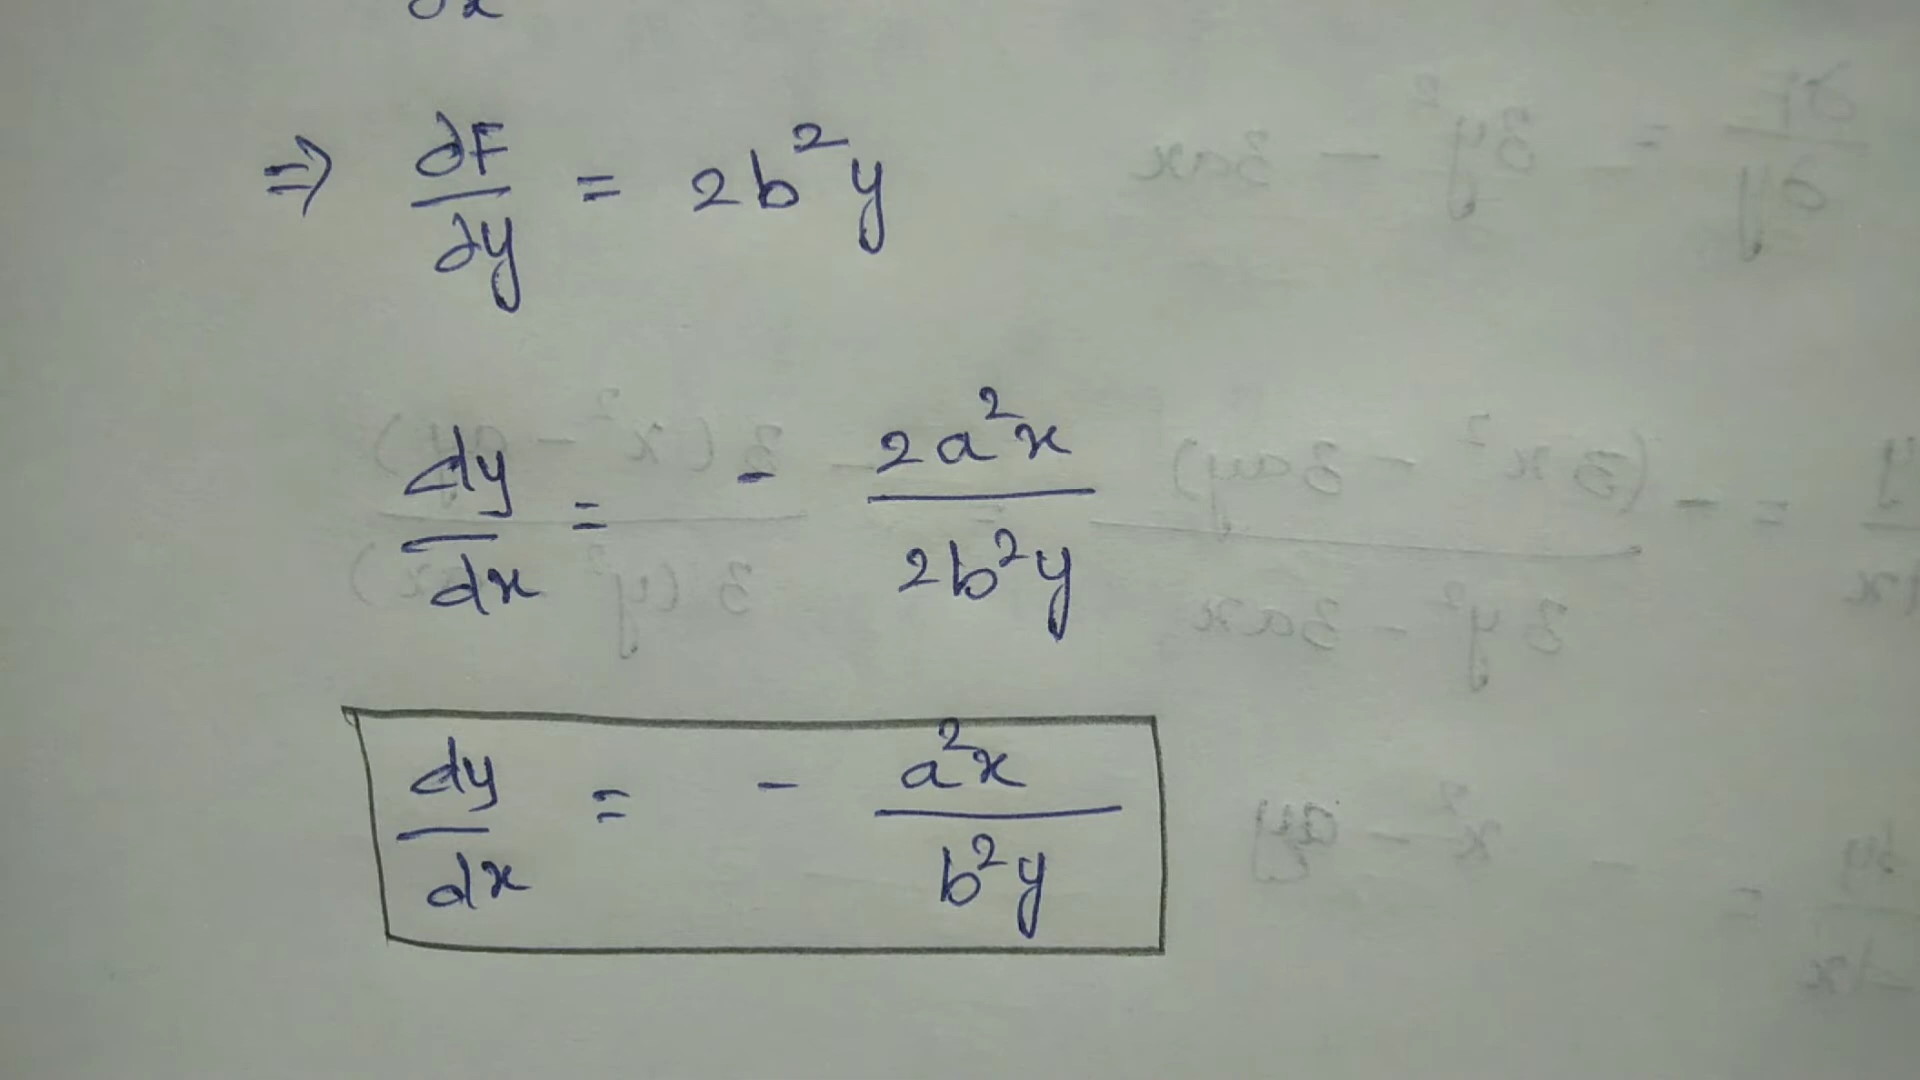 ∂x
⇒ ∂F/∂y = 2b²y
dy/dx = - 2a²x/2b²y
dy/dx = - a²x/b²y